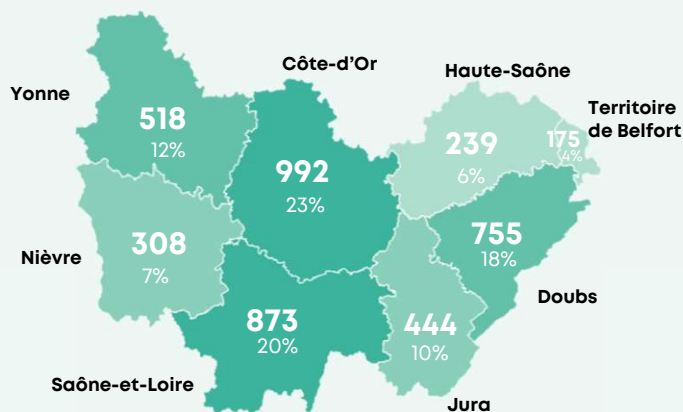 Côte-d'Or
Haute-Saône
Yonne
Territoire
de Belfort
518
12%
992
23%
239
6%
175
4%
308
7%
755
18%
Nièvre
Doubs
873
20%
444
10%
Saône-et-Loire
Jura